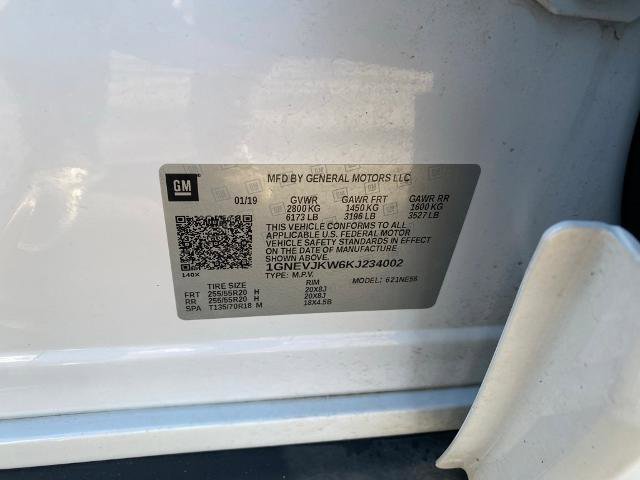 GM
MFD BY GENERAL MOTORS LLC
01/19 GVWR GAWR FRT GAWR RR
2800 KG 1450 KG 1600 KG
6173 LB 3196 LB 3527 LB
THIS VEHICLE CONFORMS TO ALL
APPLICABLE U.S. FEDERAL MOTOR
VEHICLE SAFETY STANDARDS IN EFFECT
ON THE DATE OF MANUFACTURE
SHOWN ABOVE.
1GNEVJKW6KJ234002
140X TYPE: M.P.V. MODEL: 621NE56
TIRE SIZE RIM
FRT 255/55R20 H 20X8J
RR 255/55R20 H 20X8J
SPA T135/70R18 M 18X4.5B